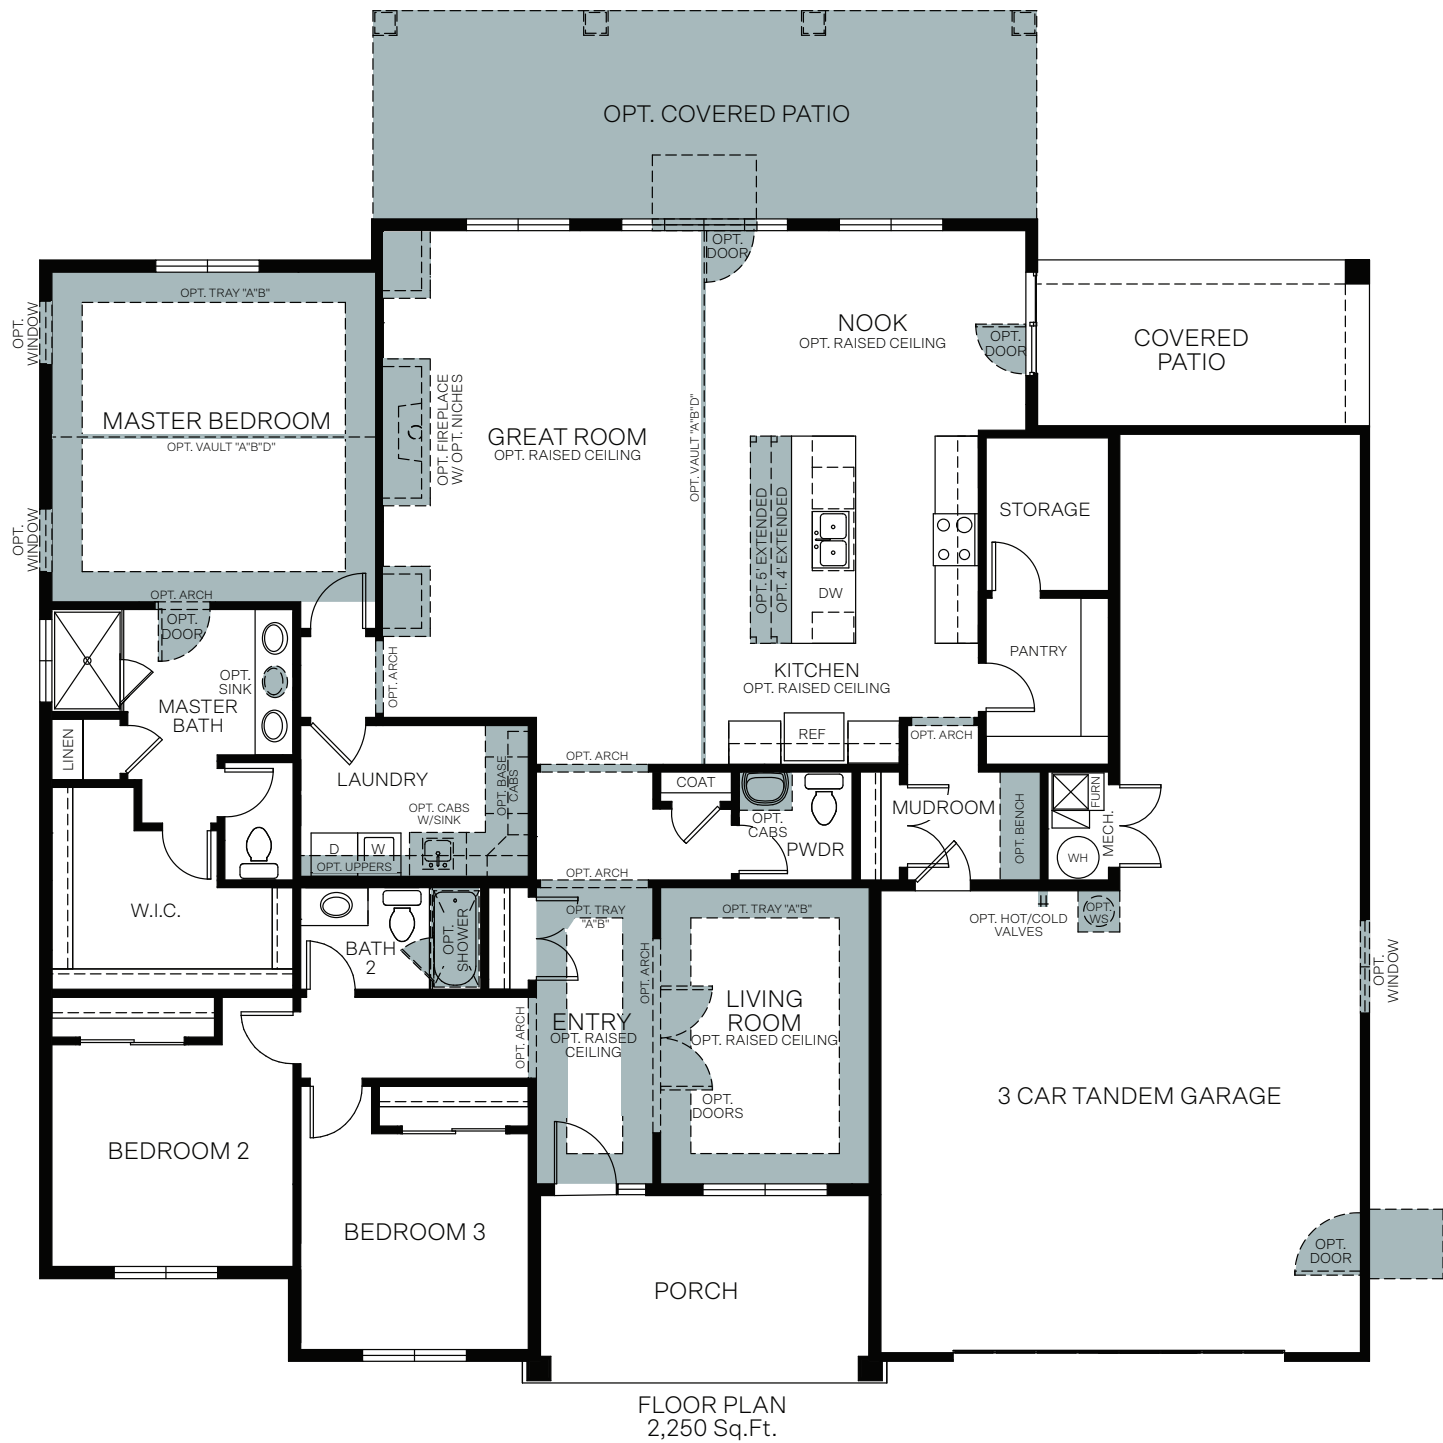 OPT. COVERED PATIO
OPT.
DOOR
OPT. TRAY "A"B"
OPT.
WINDOW
NOOK
OPT. RAISED CEILING
OPT.
DOOR
COVERED
PATIO
MASTER BEDROOM
OPT. VAULT "A"B"D"
OPT. FIREPLACE
W/ OPT. NICHES
GREAT ROOM
OPT. RAISED CEILING
OPT. VAULT "A"B"D"
OPT. 5' EXTENDED
OPT. 4' EXTENDED
DW
STORAGE
OPT.
WINDOW
OPT. ARCH
OPT.
DOOR
OPT.
SINK
MASTER
BATH
OPT. ARCH
KITCHEN
OPT. RAISED CEILING
PANTRY
LINEN
REF
OPT. ARCH
OPT. ARCH
LAUNDRY
OPT. BASE
CABS
OPT. CABS
W/SINK
D
W
OPT. UPPERS
COAT
OPT.
CABS
PWDR
MUDROOM
OPT. BENCH
FURN
MECH.
WH
OPT. ARCH
W.I.C.
BATH
2
OPT.
SHOWER
OPT. TRAY
"A"B"
OPT. TRAY "A"B"
OPT. HOT/COLD
VALVES
OPT.
WS
OPT.
WINDOW
OPT. ARCH
OPT. ARCH
ENTRY
OPT. RAISED
CEILING
LIVING
ROOM
OPT. RAISED CEILING
OPT.
DOORS
3 CAR TANDEM GARAGE
BEDROOM 2
BEDROOM 3
OPT.
DOOR
PORCH
FLOOR PLAN
2,250 Sq.Ft.